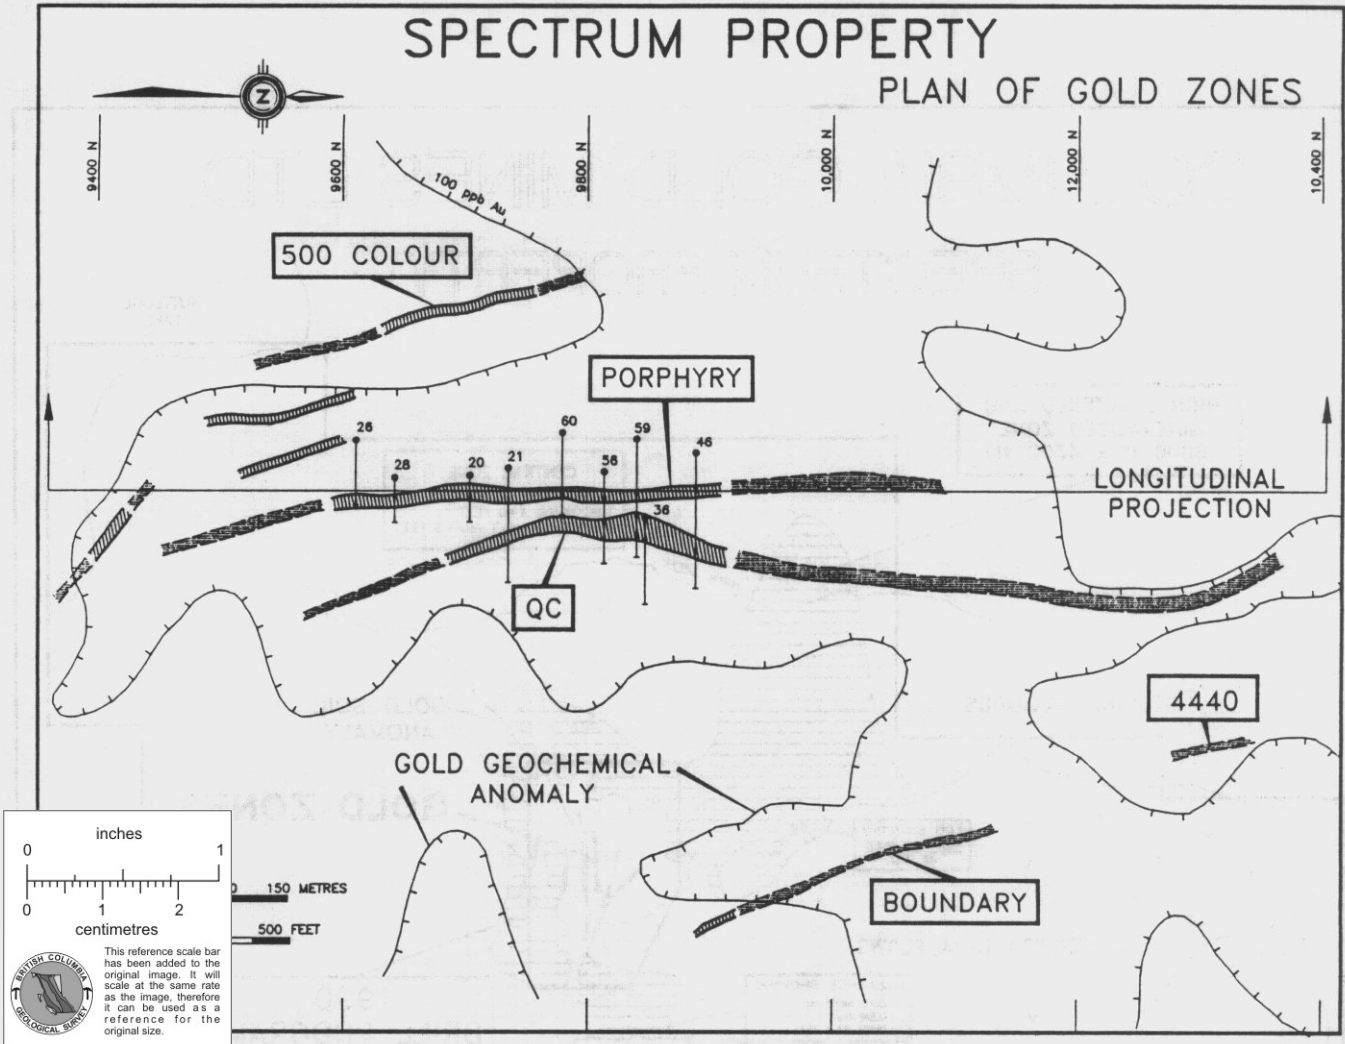 SPECTRUM PROPERTY
PLAN OF GOLD ZONES
Z
9400 N
9600 N
9800 N
10,000 N
12,000 N
10,400 N
100 ppb Au
500 COLOUR
PORPHYRY
26
28
20
21
60
58
59
46
36
LONGITUDINAL
PROJECTION
QC
4440
GOLD GEOCHEMICAL
ANOMALY
BOUNDARY
inches
0 1
0 1 2
centimetres
150 METRES
500 FEET
BRITISH COLUMBIA
GEOLOGICAL SURVEY
This reference scale bar
has been added to the
original image. It will
scale at the same rate
as the image, therefore
it can be used as a
reference for the
original size.